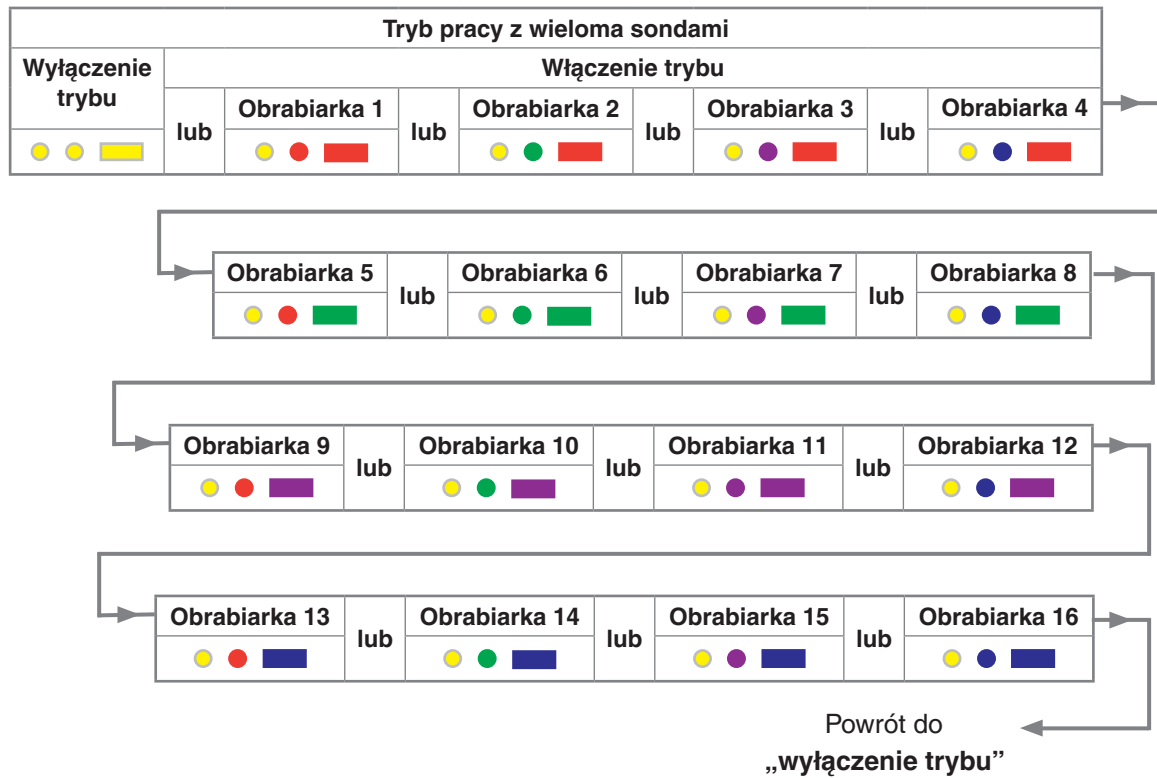 Tryb pracy z wieloma sondami
Wyłączenie
trybu
Włączenie trybu
lub
Obrabiarka 1
lub
Obrabiarka 2
lub
Obrabiarka 3
lub
Obrabiarka 4
Obrabiarka 5
lub
Obrabiarka 6
lub
Obrabiarka 7
lub
Obrabiarka 8
Obrabiarka 9
lub
Obrabiarka 10
lub
Obrabiarka 11
lub
Obrabiarka 12
Obrabiarka 13
lub
Obrabiarka 14
lub
Obrabiarka 15
lub
Obrabiarka 16
Powrót do
„wyłączenie trybu”